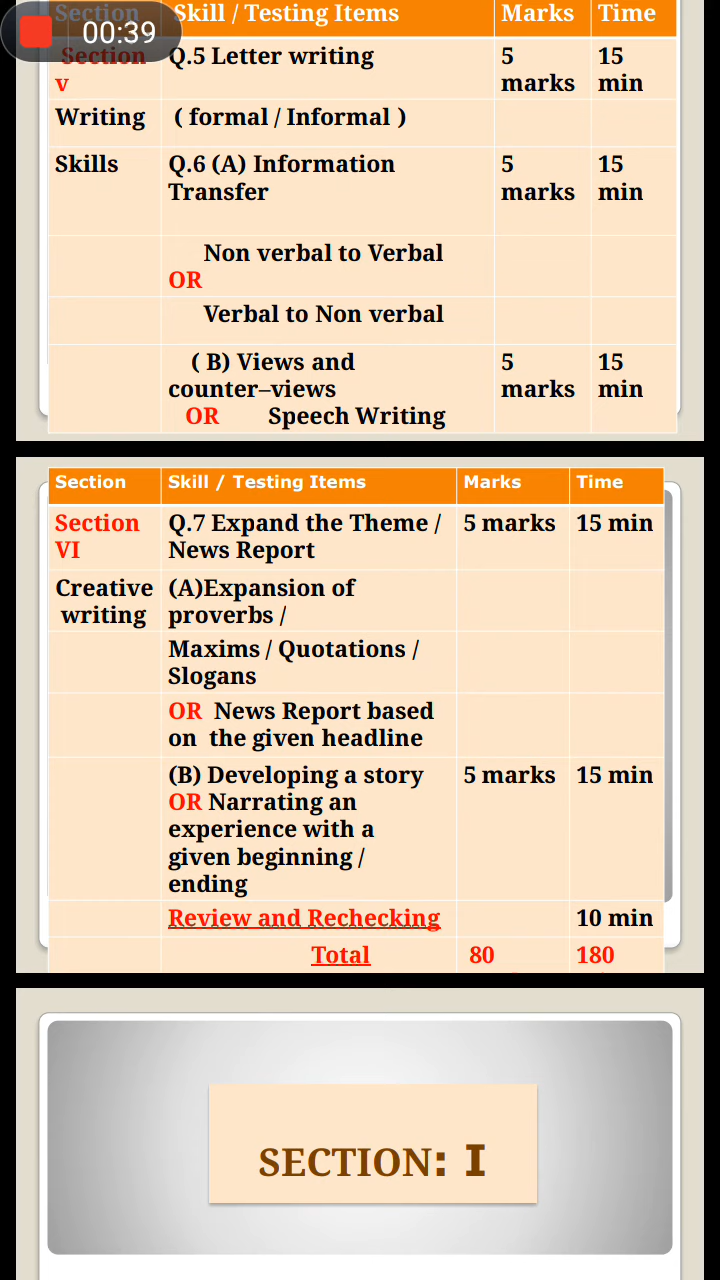 Section Skill / Testing Items Marks Time
00:39
Section Q.5 Letter writing 5 15
v marks min
Writing ( formal / Informal )
Skills Q.6 (A) Information 5 15
Transfer marks min
Non verbal to Verbal
OR
Verbal to Non verbal
( B) Views and 5 15
counter–views marks min
OR Speech Writing
Section Skill / Testing Items Marks Time
Section Q.7 Expand the Theme / 5 marks 15 min
VI News Report
Creative (A)Expansion of
writing proverbs /
Maxims / Quotations /
Slogans
OR News Report based
on the given headline
(B) Developing a story 5 marks 15 min
OR Narrating an
experience with a
given beginning /
ending
Review and Rechecking 10 min
Total 80 180
SECTION: I